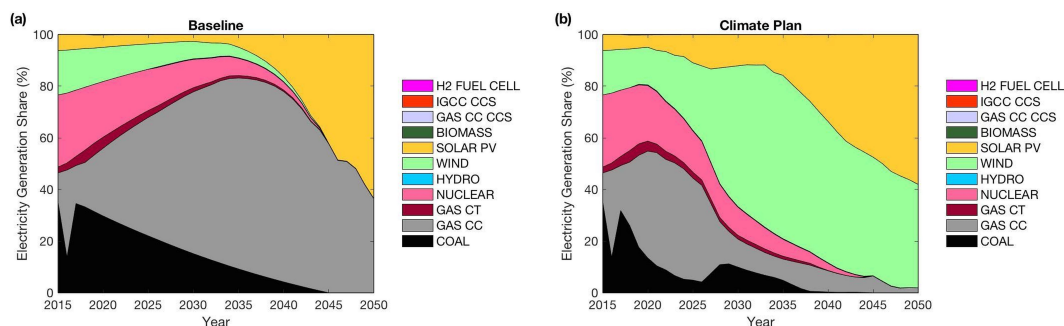 (a)
Baseline
Electricity Generation Share (%)
100
80
60
40
20
0
2015 2020 2025 2030 2035 2040 2045 2050
Year
H2 FUEL CELL
IGCC CCS
GAS CC CCS
BIOMASS
SOLAR PV
WIND
HYDRO
NUCLEAR
GAS CT
GAS CC
COAL
(b)
Climate Plan
Electricity Generation Share (%)
100
80
60
40
20
0
2015 2020 2025 2030 2035 2040 2045 2050
Year
H2 FUEL CELL
IGCC CCS
GAS CC CCS
BIOMASS
SOLAR PV
WIND
HYDRO
NUCLEAR
GAS CT
GAS CC
COAL